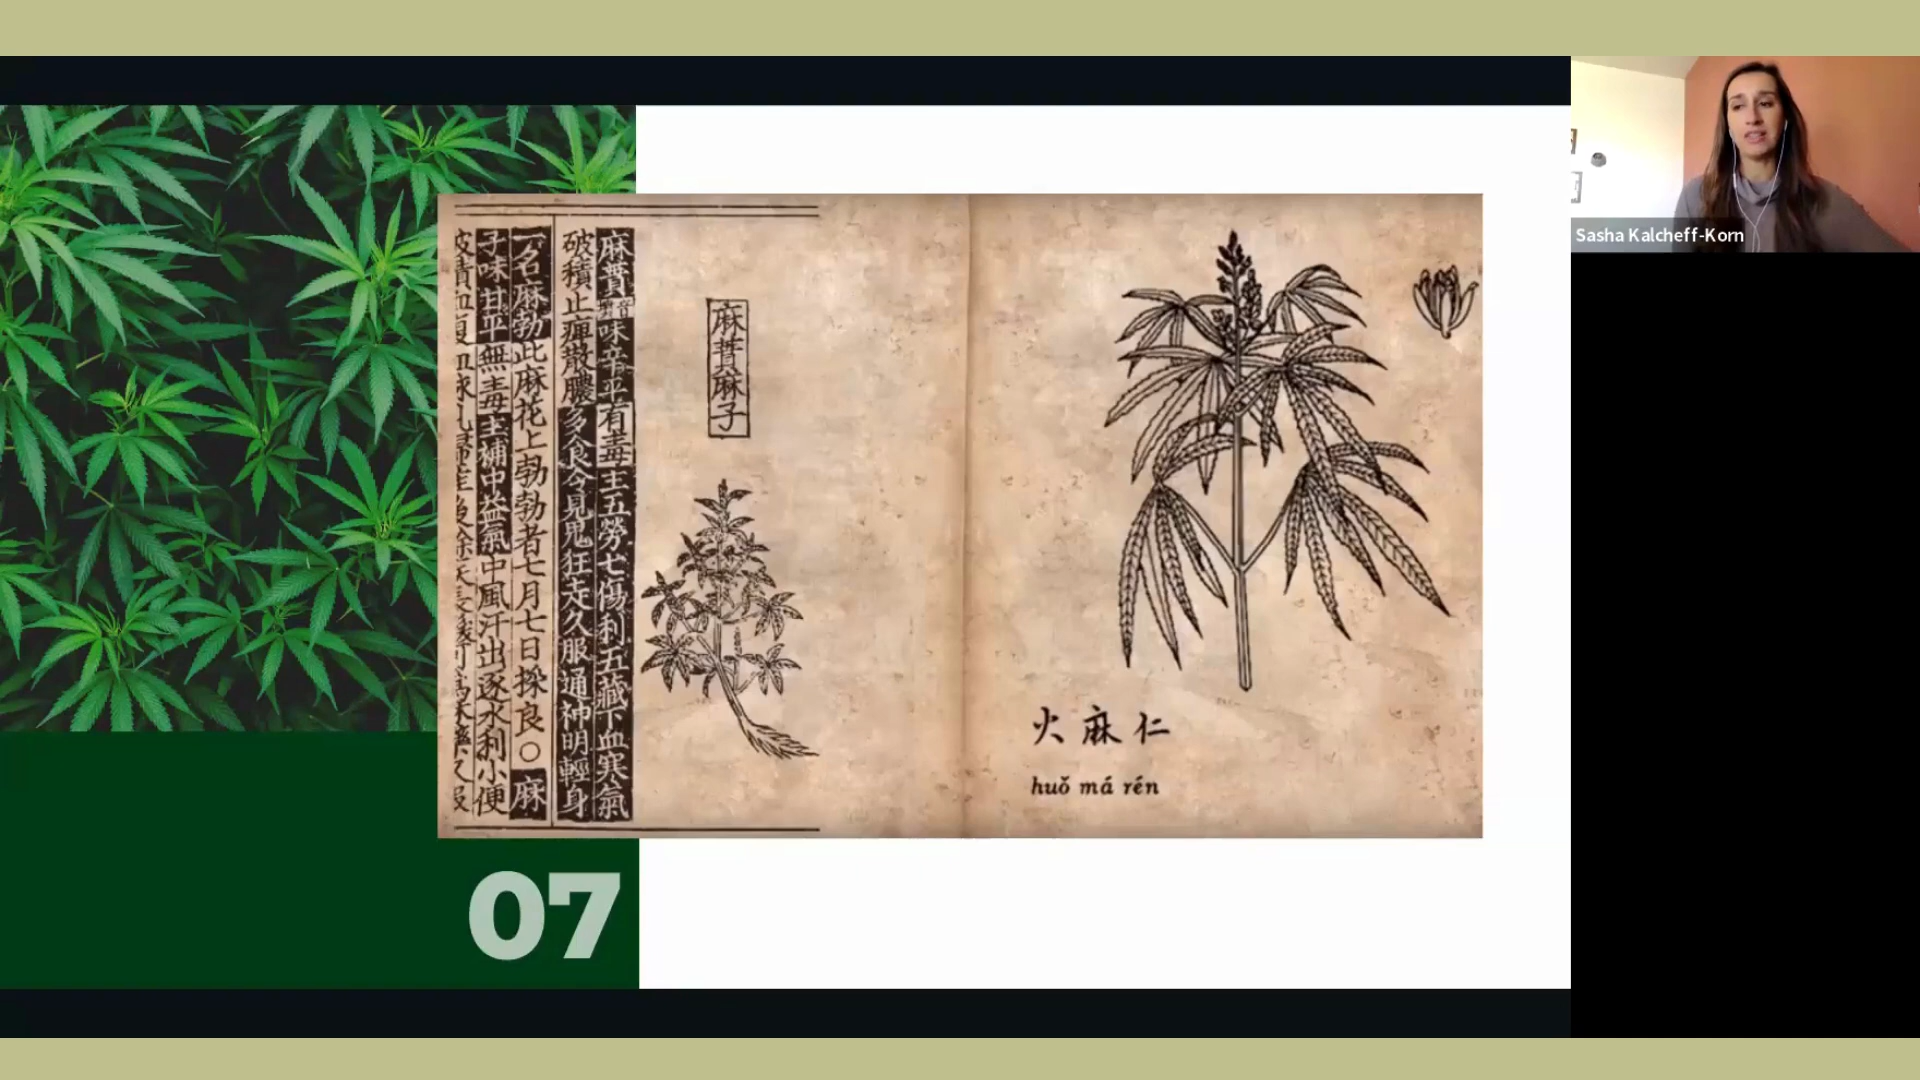 麻蕡麻子
麻蕡音味辛平有毒主五勞七傷利五藏下血寒氣
破積止痺散膿多食令見鬼狂走久服通神明輕身
一名麻勃此麻花上勃勃者七月七日採良○麻
子味甘平無毒主補中益氣中風汗出逐水利小便
火麻仁
huǒ má rén
07
Sasha Kalcheff-Korn